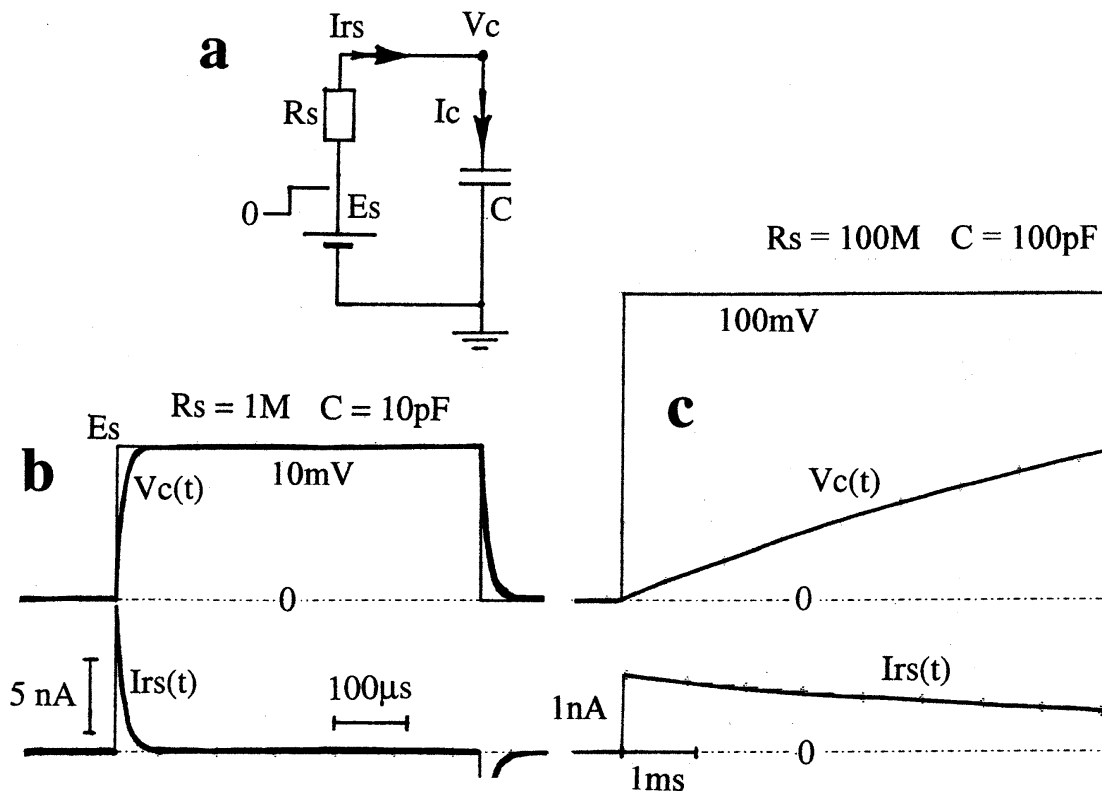 a
Irs
Vc
Rs
Ic
0
Es
C
Rs = 100M C = 100pF
100mV
c
Vc(t)
0
Irs(t)
1nA
0
1ms
Rs = 1M C = 10pF
Es
b
10mV
Vc(t)
0
5 nA
Irs(t)
100µs